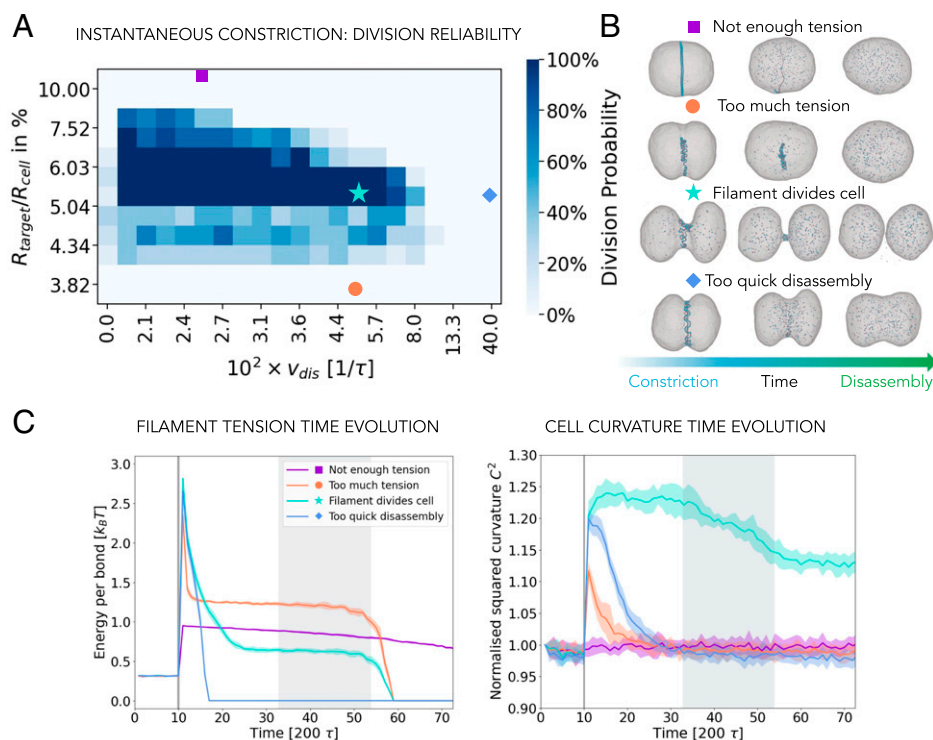 A
INSTANTANEOUS CONSTRICTION: DIVISION RELIABILITY
R_target/R_cell in %
10.00
7.52
6.03
5.04
4.34
3.82
0.0 2.1 2.4 2.7 3.1 3.6 4.4 5.7 13.3 40.0
10² × v_dis [1/τ]
100%
80%
60%
40%
20%
0%
Division Probability
B
Not enough tension
Too much tension
Filament divides cell
Too quick disassembly
Constriction Time Disassembly
C
FILAMENT TENSION TIME EVOLUTION
Energy per bond [k_BT]
3.0
2.5
2.0
1.5
1.0
0.5
0.0
0 10 20 30 40 50 60 70
Time [200 τ]
Not enough tension
Too much tension
Filament divides cell
Too quick disassembly
CELL CURVATURE TIME EVOLUTION
Normalised squared curvature C²
1.30
1.25
1.20
1.15
1.10
1.05
1.00
0.95
0.90
0 10 20 30 40 50 60 70
Time [200 τ]